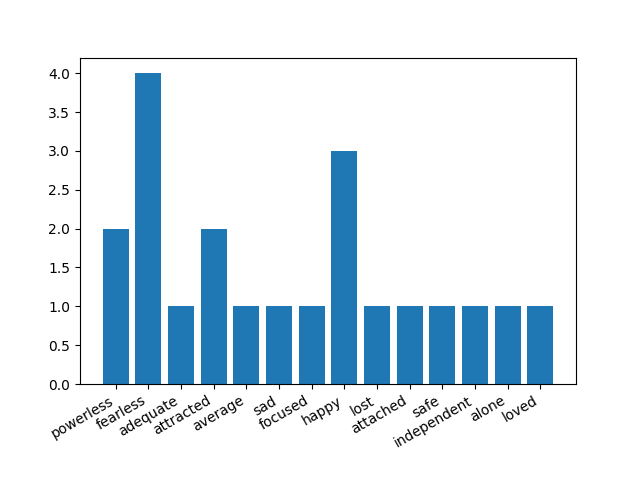 4.0
3.5
3.0
2.5
2.0
1.5
1.0
0.5
0.0
powerless
fearless
adequate
attracted
average
sad
focused
happy
lost
attached
safe
independent
alone
loved